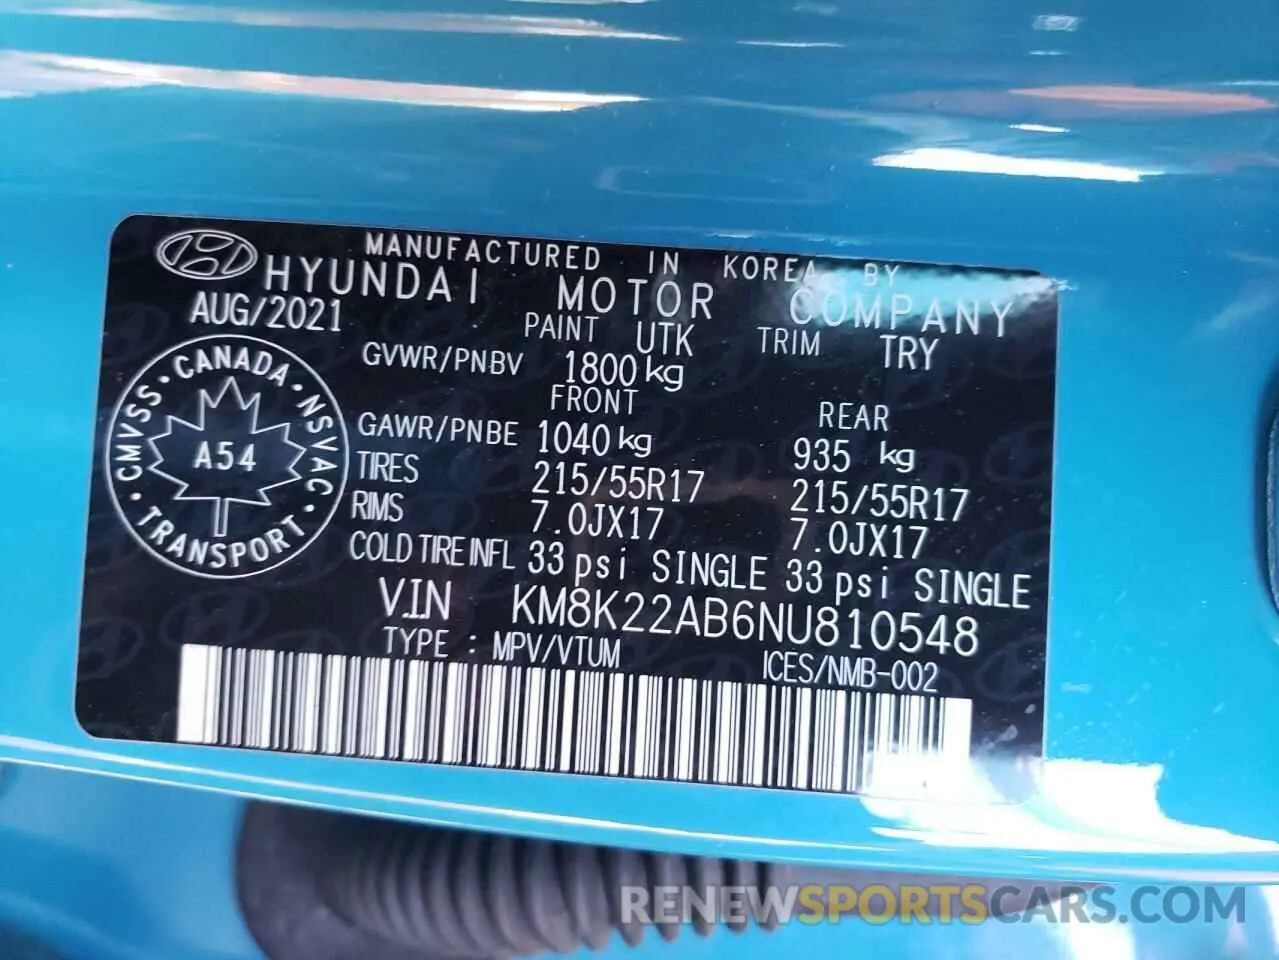 MANUFACTURED IN KOREA BY
HYUNDAI MOTOR COMPANY
AUG/2021 PAINT UTK TRIM TRY
GVWR/PNBV 1800 kg
FRONT REAR
GAWR/PNBE 1040 kg 935 kg
TIRES 215/55R17 215/55R17
RIMS 7.0JX17 7.0JX17
COLD TIRE INFL 33 psi SINGLE 33 psi SINGLE
V.I.N KM8K22AB6NU810548
TYPE : MPV/VTUM ICES/NMB-002
CANADA
CMVSS · NSVAC
A54
TRANSPORT
RENEWSPORTSCARS.COM